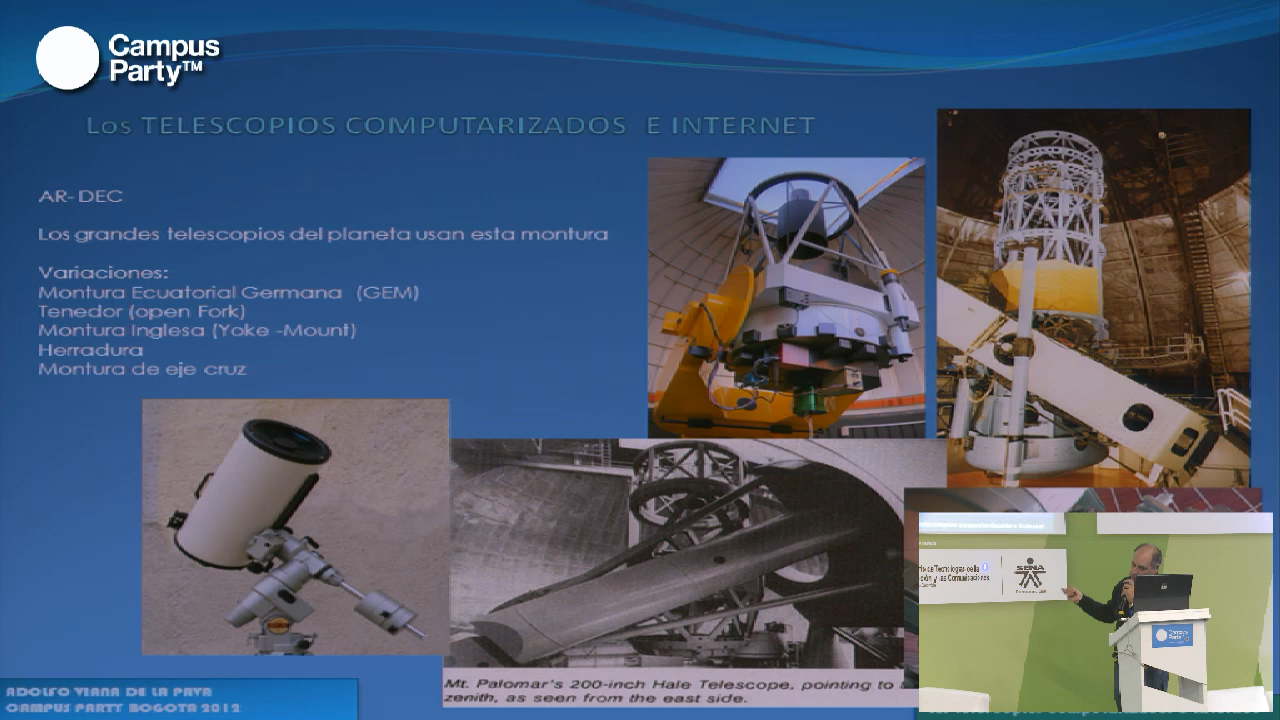 Campus
Party™
Los TELESCOPIOS COMPUTARIZADOS E INTERNET
AR- DEC
Los grandes telescopios del planeta usan esta montura
Variaciones:
Montura Ecuatorial Germana (GEM)
Tenedor (open Fork)
Montura Inglesa (Yoke -Mount)
Herradura
Montura de eje cruz
Mt. Palomar's 200-inch Hale Telescope, pointing to
zenith, as seen from the east side.
SENA
Campus
Party
ADOLFO VIANA DE LA PAVA
CAMPUS PARTY BOGOTA 2012